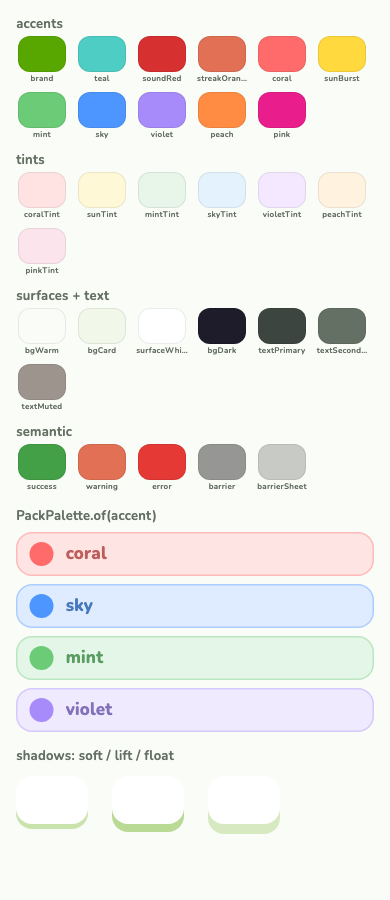 accents
brand teal soundRed streakOran... coral sunBurst
mint sky violet peach pink
tints
coralTint sunTint mintTint skyTint violetTint peachTint
pinkTint
surfaces + text
bgWarm bgCard surfaceWhi... bgDark textPrimary textSecond...
textMuted
semantic
success warning error barrier barrierSheet
PackPalette.of(accent)
coral
sky
mint
violet
shadows: soft / lift / float